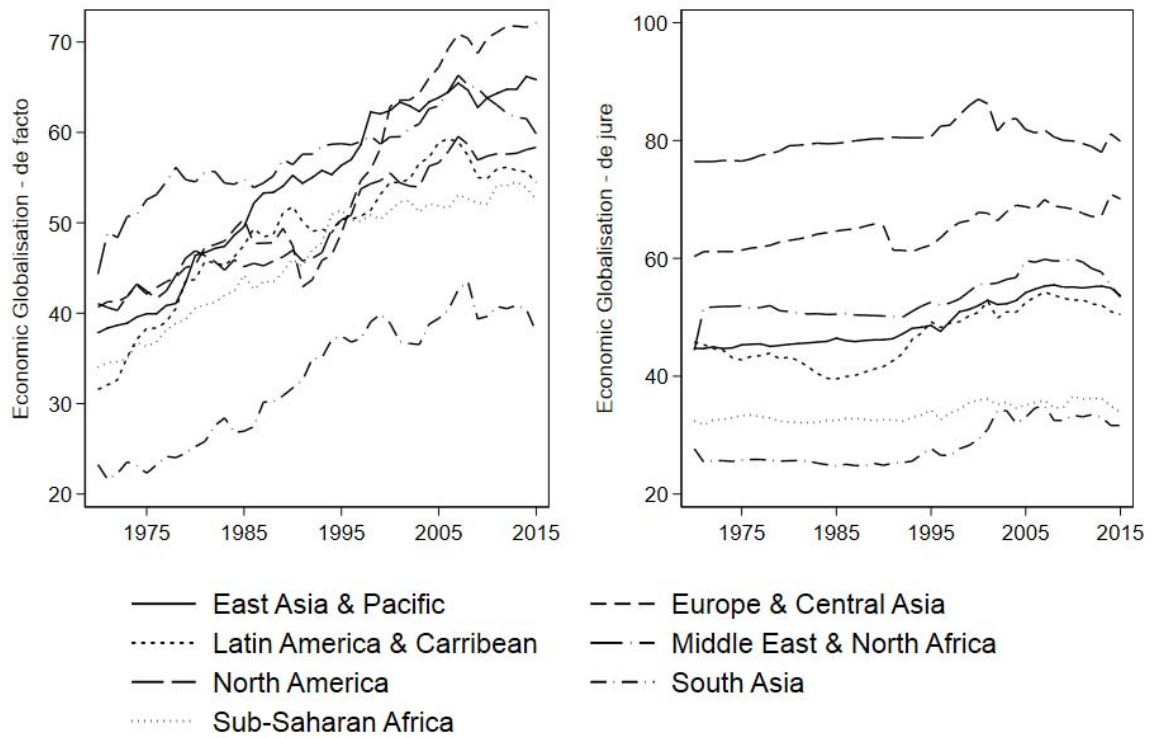 Economic Globalisation - de facto
70
60
50
40
30
20
1975 1985 1995 2005 2015
Economic Globalisation - de jure
100
80
60
40
20
1975 1985 1995 2005 2015
East Asia & Pacific
Europe & Central Asia
Latin America & Carribean
Middle East & North Africa
North America
South Asia
Sub-Saharan Africa